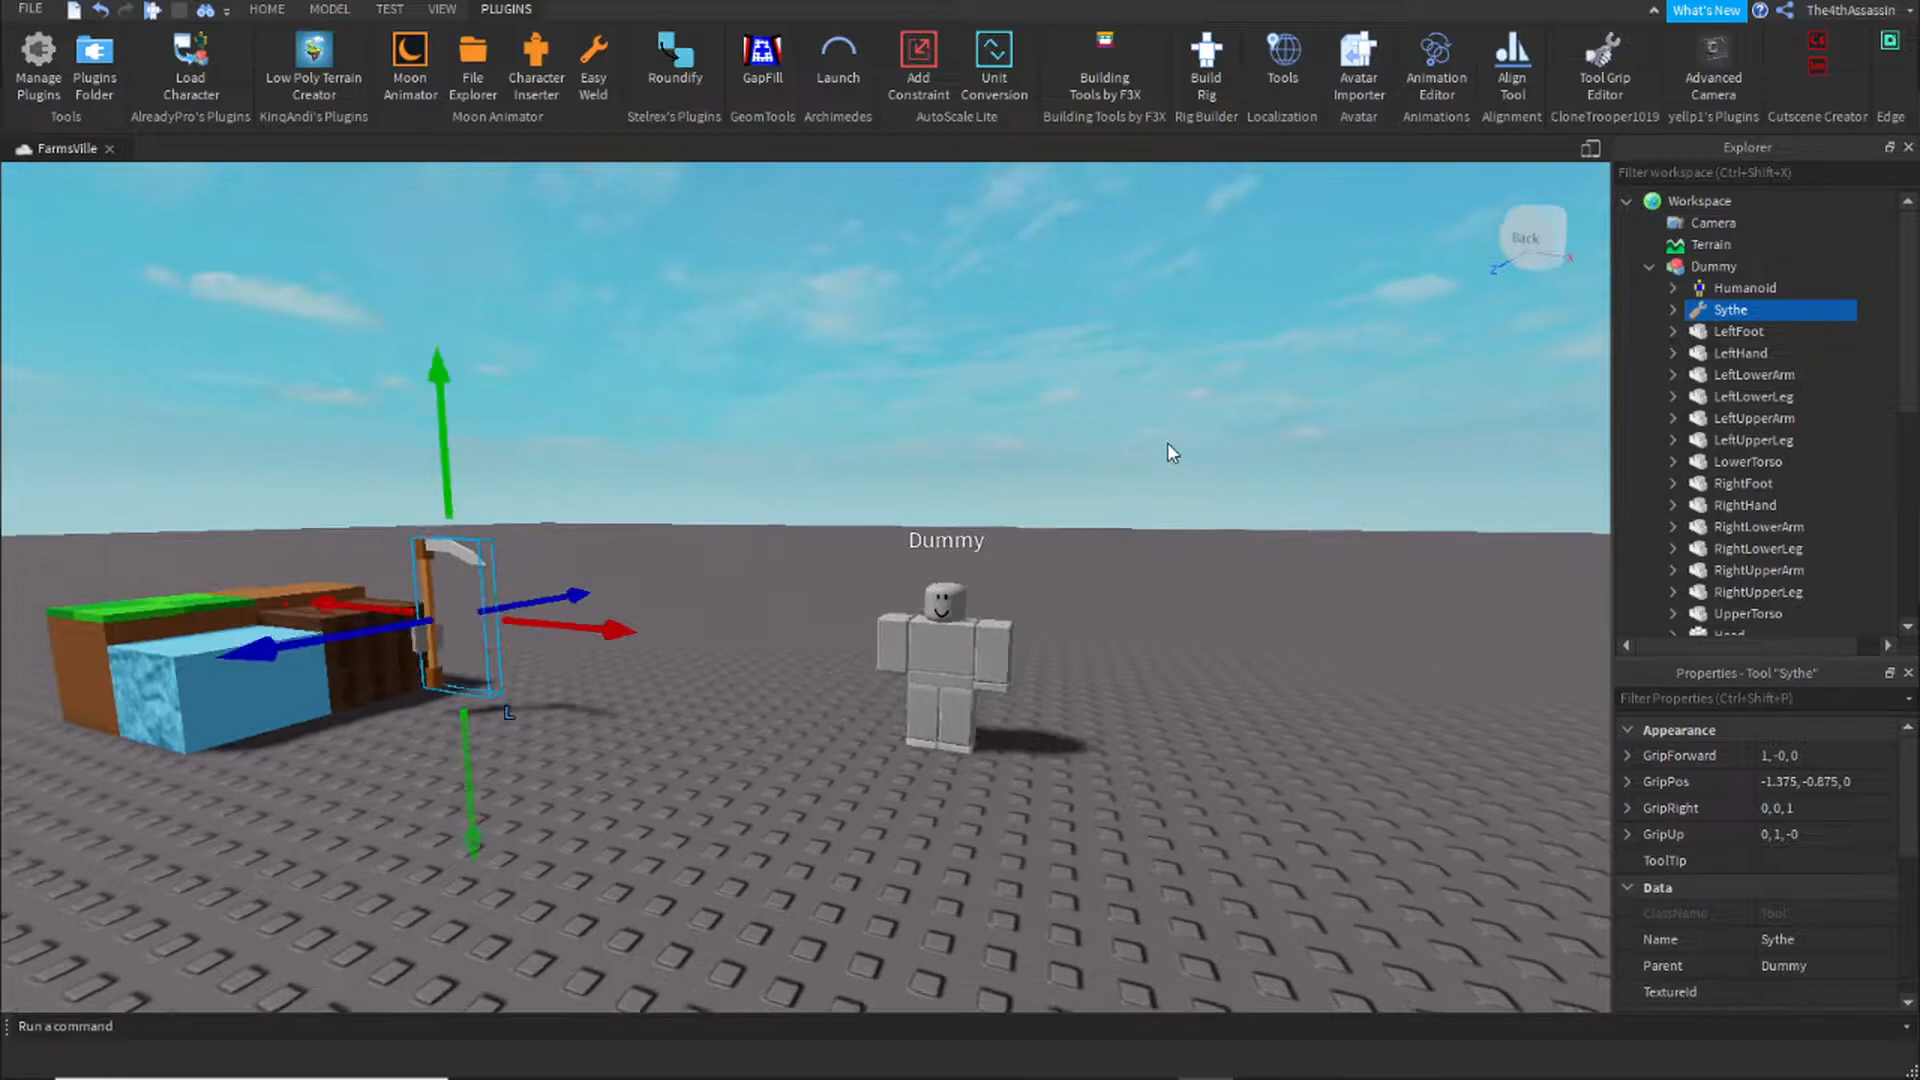 FILE HOME MODEL TEST VIEW PLUGINS What's New The4thAssassin
Manage Plugins
Plugins Folder
Load Character
Low Poly Terrain Creator
Moon Animator
File Explorer
Character Inserter
Easy Weld
Roundify
GapFill
Launch
Add Constraint
Unit Conversion
Building Tools by F3X
Build Rig
Tools
Avatar Importer
Animation Editor
Align Tool
Tool Grip Editor
Advanced Camera
Tools AlreadyPro's Plugins KinqAndi's Plugins Moon Animator Stelrex's Plugins GeomTools Archimedes AutoScale Lite Building Tools by F3X Rig Builder Localization Avatar Animations Alignment CloneTrooper1019 yellp1's Plugins Cutscene Creator Edge
FarmsVille
Back
Z
X
Dummy
L
Explorer
Filter workspace (Ctrl+Shift+X)
Workspace
Camera
Terrain
Dummy
Humanoid
Sythe
LeftFoot
LeftHand
LeftLowerArm
LeftLowerLeg
LeftUpperArm
LeftUpperLeg
LowerTorso
RightFoot
RightHand
RightLowerArm
RightLowerLeg
RightUpperArm
RightUpperLeg
UpperTorso
Head
Properties - Tool "Sythe"
Filter Properties (Ctrl+Shift+P)
Appearance
GripForward 1,-0,0
GripPos -1.375,-0.875,0
GripRight 0,0,1
GripUp 0,1,-0
ToolTip
Data
ClassName Tool
Name Sythe
Parent Dummy
TextureId
Run a command